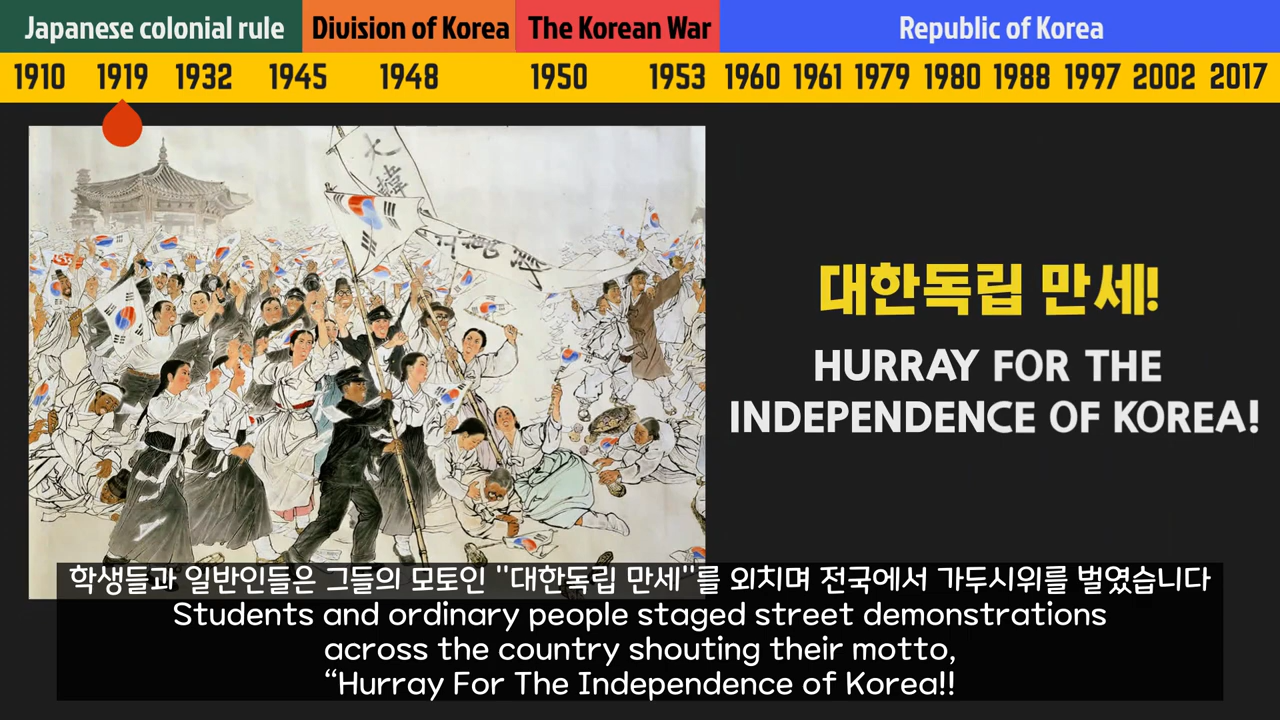 Japanese colonial rule
Division of Korea
The Korean War
Republic of Korea
1910 1919 1932 1945 1948 1950 1953 1960 1961 1979 1980 1988 1997 2002 2017
대한독립 만세!
HURRAY FOR THE
INDEPENDENCE OF KOREA!
학생들과 일반인들은 그들의 모토인 "대한독립 만세"를 외치며 전국에서 가두시위를 벌였습니다
Students and ordinary people staged street demonstrations
across the country shouting their motto,
“Hurray For The Independence of Korea!!